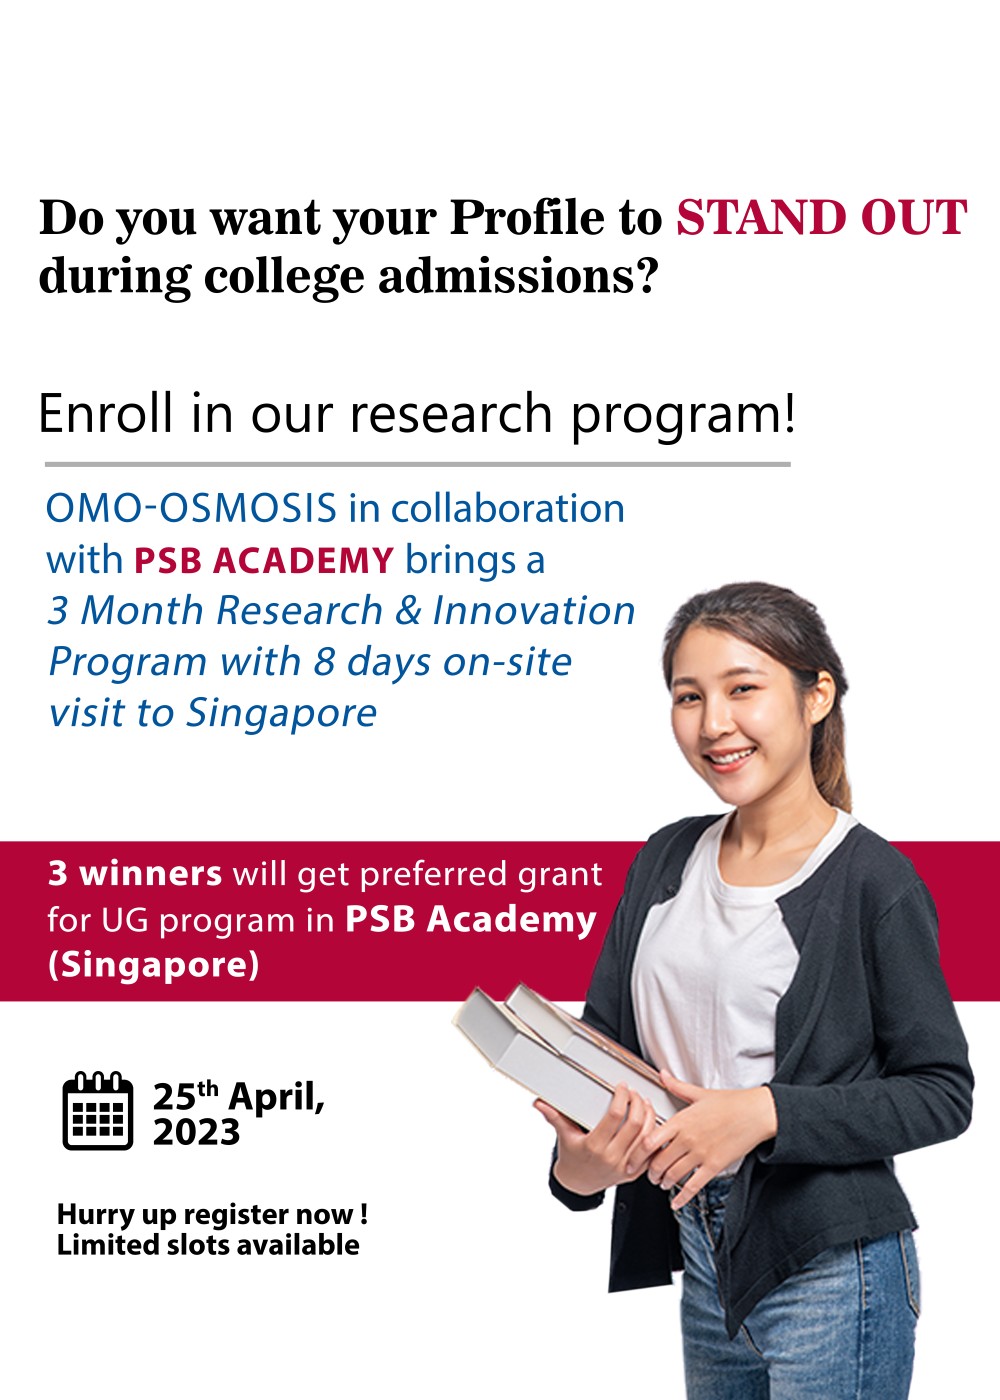 Do you want your Profile to STAND OUT
during college admissions?
Enroll in our research program!
OMO-OSMOSIS in collaboration
with PSB ACADEMY brings a
3 Month Research & Innovation
Program with 8 days on-site
visit to Singapore
3 winners will get preferred grant
for UG program in PSB Academy
(Singapore)
25th April,
2023
Hurry up register now !
Limited slots available